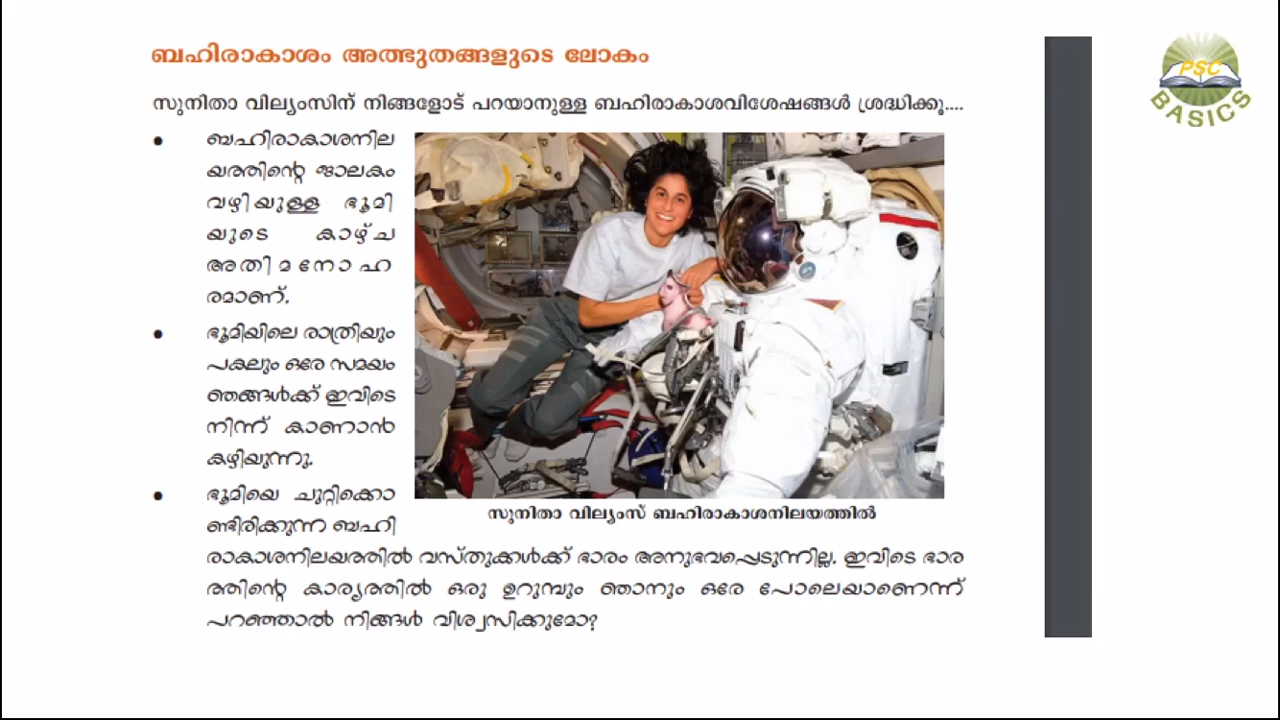 ബഹിരാകാശം അത്ഭുതങ്ങളുടെ ലോകം
സുനിതാ വില്യംസിന് നിങ്ങളോട് പറയാനുള്ള ബഹിരാകാശവിശേഷങ്ങൾ ശ്രദ്ധിക്കൂ....
● ബഹിരാകാശനില
യത്തിന്റെ ജാലകം
വഴിയുള്ള ഭൂമി
യുടെ കാഴ്ച
അതിമനോഹ
രമാണ്.
● ഭൂമിയിലെ രാത്രിയും
പകലും ഒരേ സമയം
ഞങ്ങൾക്ക് ഇവിടെ
നിന്ന് കാണാൻ
കഴിയുന്നു.
● ഭൂമിയെ ചുറ്റിക്കൊ
ണ്ടിരിക്കുന്ന ബഹി
രാകാശനിലയത്തിൽ വസ്തുക്കൾക്ക് ഭാരം അനുഭവപ്പെടുന്നില്ല. ഇവിടെ ഭാര
ത്തിന്റെ കാര്യത്തിൽ ഒരു ഉറുമ്പും ഞാനും ഒരേ പോലെയാണെന്ന്
പറഞ്ഞാൽ നിങ്ങൾ വിശ്വസിക്കുമോ?
സുനിതാ വില്യംസ് ബഹിരാകാശനിലയത്തിൽ
PSC
BASICS